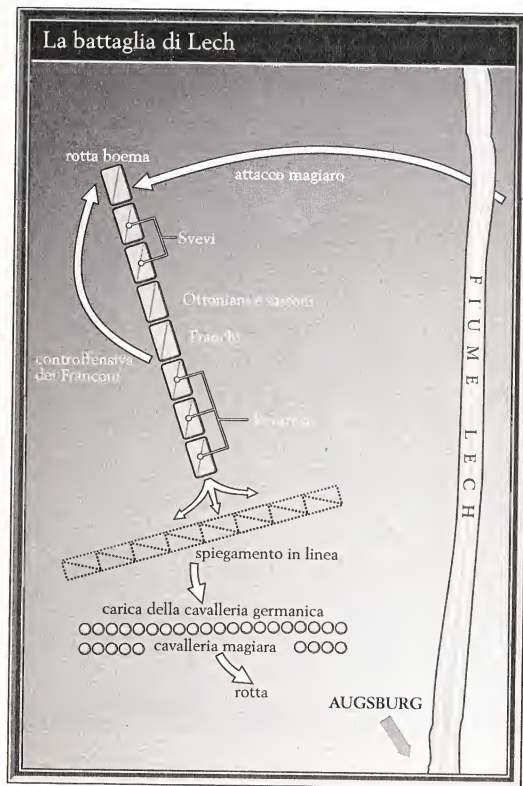 La battaglia di Lech
rotta boema
attacco magiaro
Svevi
Ottoniani e sassoni
Franchi
controffensiva
dei Franconi
Bavaresi
FIUME LECH
spiegamento in linea
carica della cavalleria germanica
cavalleria magiara
rotta
AUGSBURG